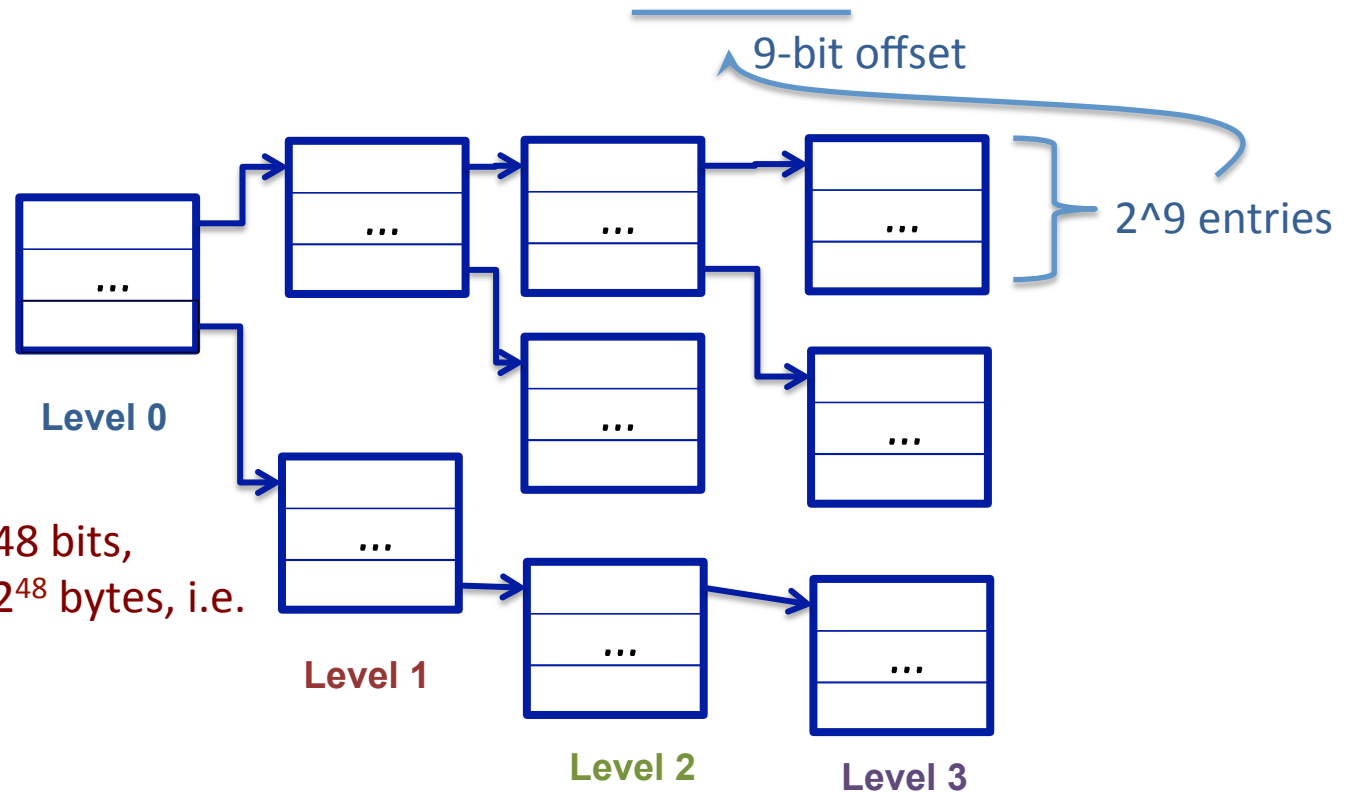 9-bit offset
2^9 entries
...
...
...
...
Level 0
...
...
...
48 bits,
2⁴⁸ bytes, i.e.
...
...
Level 1
Level 2
Level 3